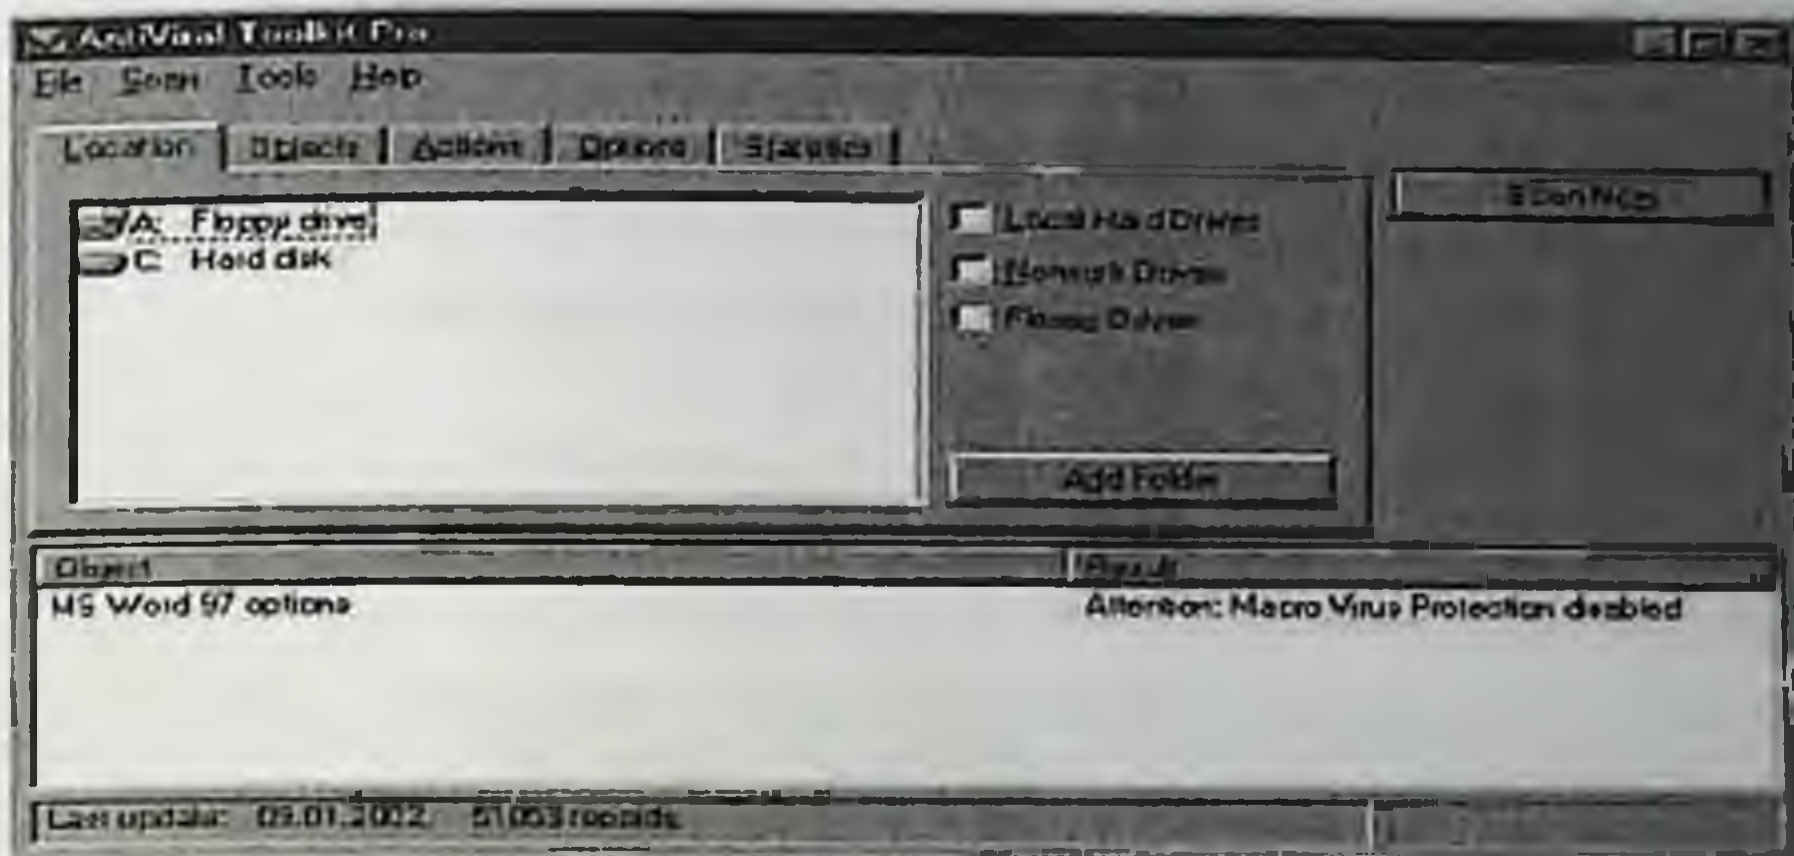 AntiViral Toolkit Pro
File Scan Tools Help
Location Objects Actions Options Statistics
A: Floppy drive
C: Hard disk
Local Hard Drives
Network Drives
Floppy Drives
Scan Now
Add Folder
Object Result
MS Word 97 options Attention: Macro Virus Protection disabled
Last update: 09.01.2002, records